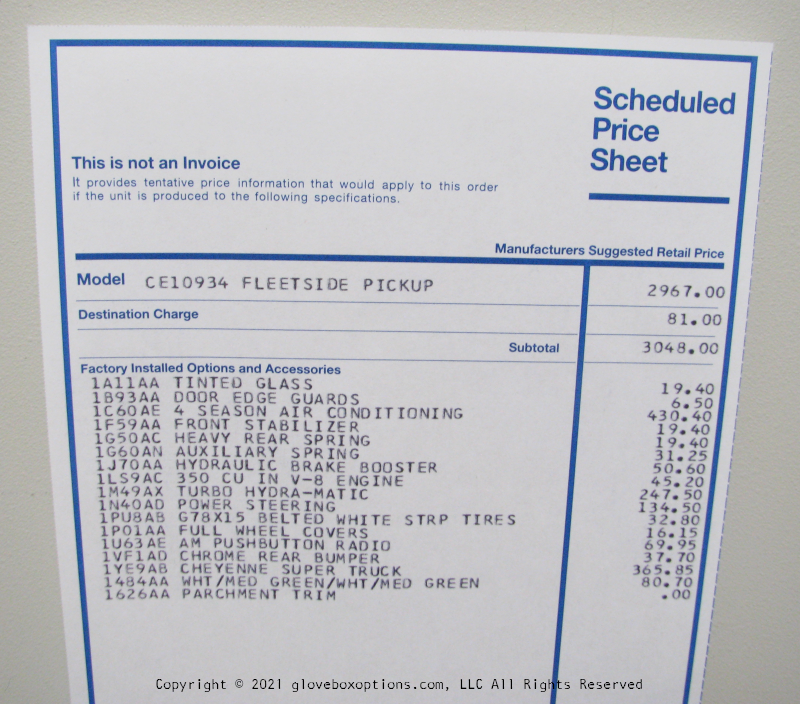 Scheduled
Price
Sheet
This is not an Invoice
It provides tentative price information that would apply to this order
if the unit is produced to the following specifications.
Manufacturers Suggested Retail Price
Model CE10934 FLEETSIDE PICKUP 2967.00
Destination Charge 81.00
Subtotal 3048.00
Factory Installed Options and Accessories
1A11AA TINTED GLASS 19.40
1B93AA DOOR EDGE GUARDS 6.50
1C60AE 4 SEASON AIR CONDITIONING 430.40
1F59AA FRONT STABILIZER 19.40
1G50AC HEAVY REAR SPRING 19.40
1G60AN AUXILIARY SPRING 31.25
1J70AA HYDRAULIC BRAKE BOOSTER 50.60
1LS9AC 350 CU IN V-8 ENGINE 45.20
1M49AX TURBO HYDRA-MATIC 247.50
1N40AD POWER STEERING 134.50
1PU8AB G78X15 BELTED WHITE STRP TIRES 32.80
1P01AA FULL WHEEL COVERS 16.15
1U63AE AM PUSHBUTTON RADIO 69.95
1VF1AD CHROME REAR BUMPER 37.70
1YE9AB CHEYENNE SUPER TRUCK 365.85
1484AA WHT/MED GREEN/WHT/MED GREEN 80.70
1626AA PARCHMENT TRIM .00
Copyright © 2021 gloveboxoptions.com, LLC All Rights Reserved